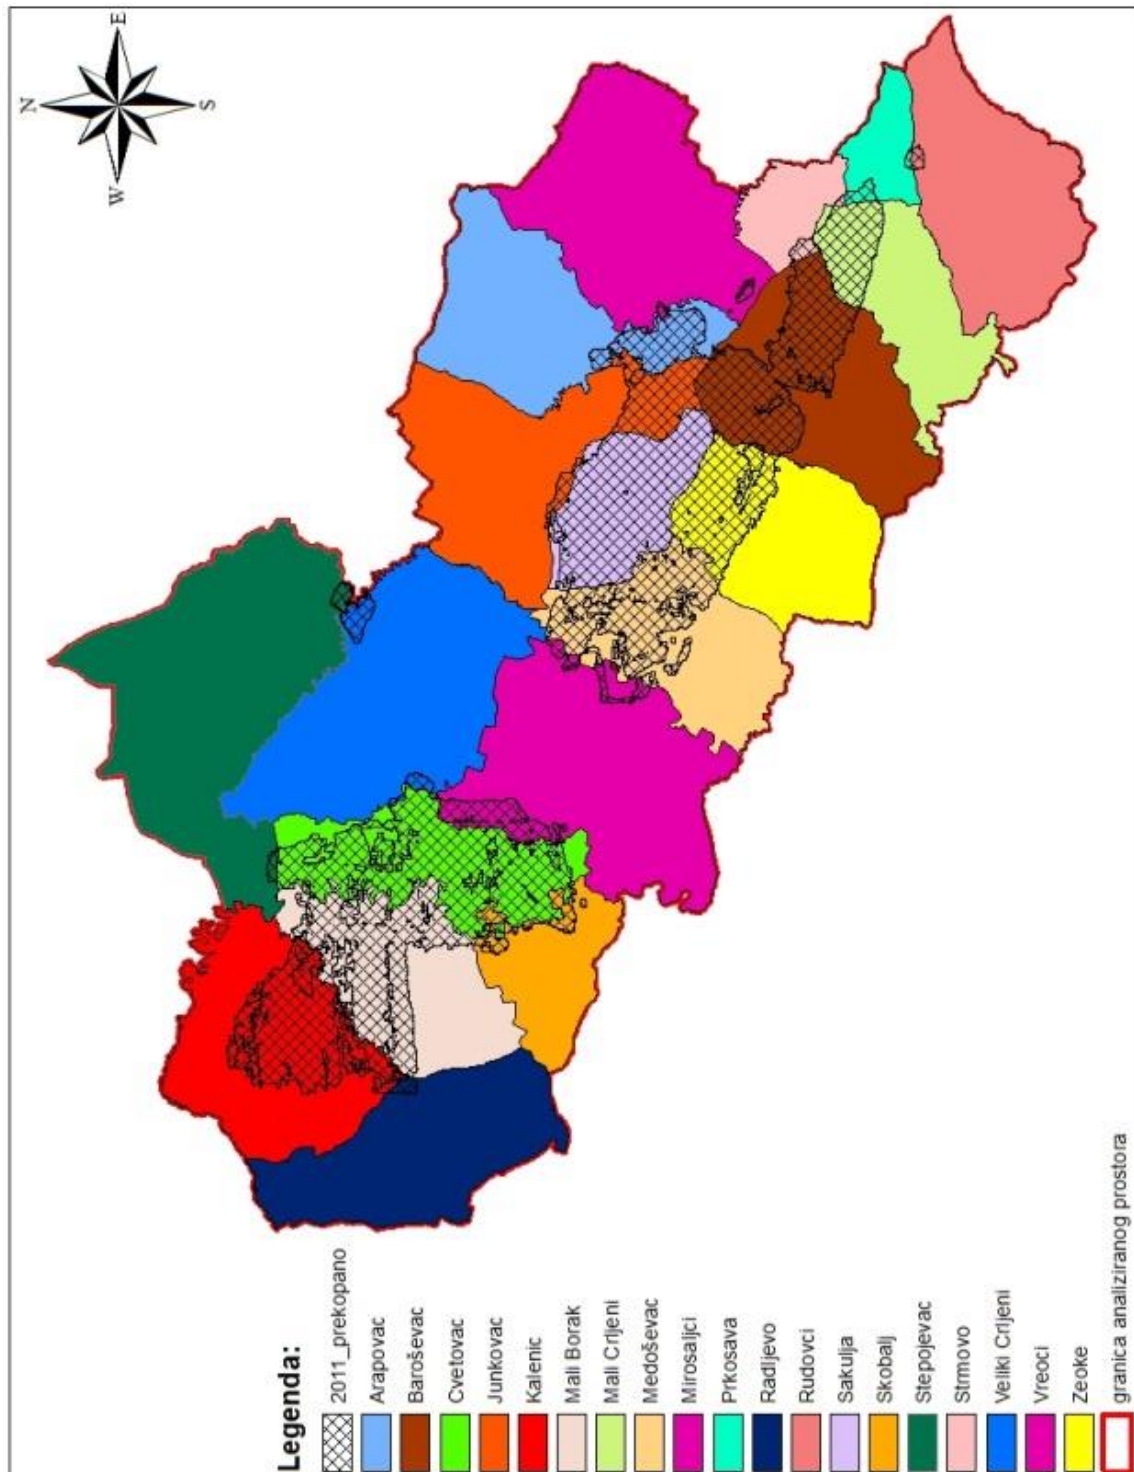 N
E
W
S
Legenda:
2011_prekopano
Arapovac
Baroševac
Cvetovac
Junkovac
Kalenic
Mali Borak
Mali Crljeni
Medoševac
Mirosaljci
Prkosava
Radljevo
Rudovci
Sakulja
Skobalj
Stepojevac
Strmovo
Veliki Crljeni
Vreoci
Zeoke
granica analiziranog prostora